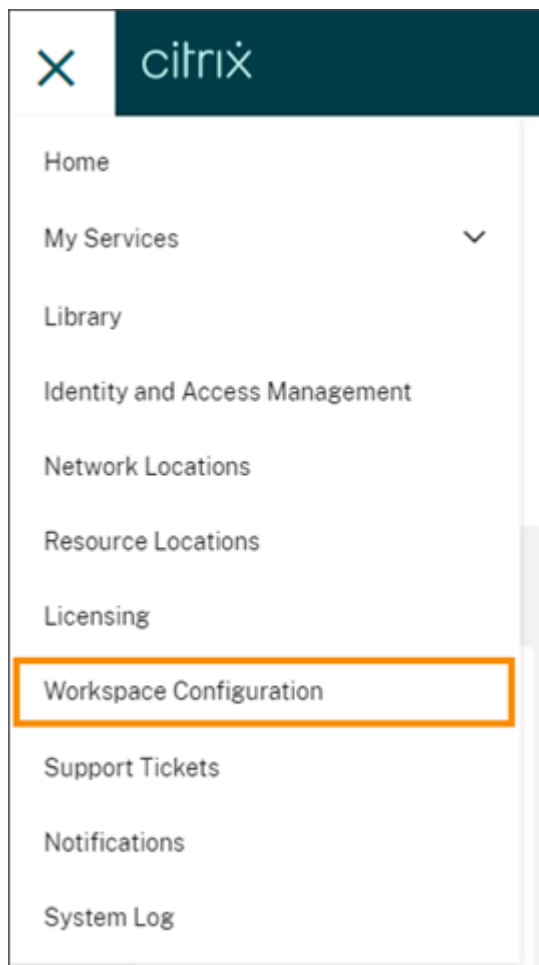 citrix
Home
My Services
Library
Identity and Access Management
Network Locations
Resource Locations
Licensing
Workspace Configuration
Support Tickets
Notifications
System Log